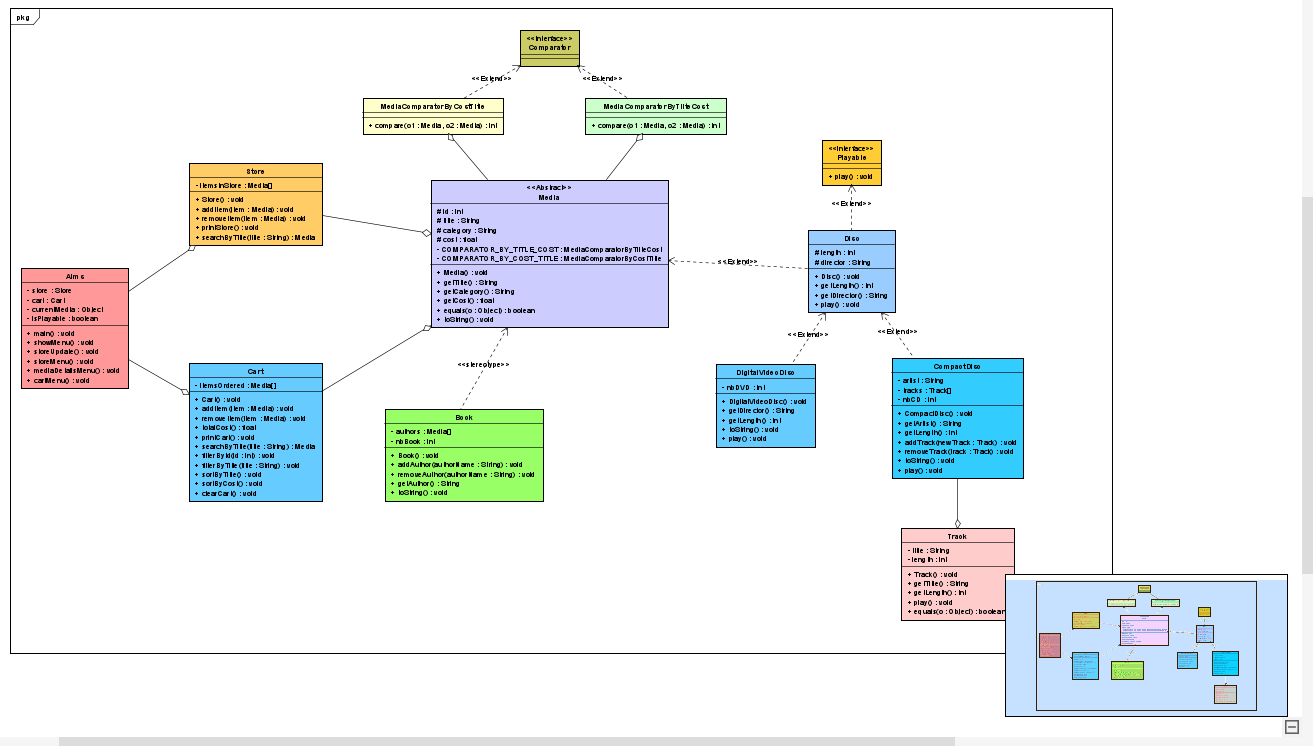 pkg
<<Interface>>
Comparator
<<Extend>>
<<Extend>>
MediaComparatorByCostTitle
+ compare(o1 : Media, o2 : Media) : int
MediaComparatorByTitleCost
+ compare(o1 : Media, o2 : Media) : int
<<Interface>>
Playable
+ play() : void
<<Extend>>
Store
- itemsInStore : Media[]
+ Store() : void
+ addItem(item : Media) : void
+ removeItem(item : Media) : void
+ printStore() : void
+ searchByTitle(title : String) : Media
<<Abstract>>
Media
# id : int
# title : String
# category : String
# cost : float
- COMPARATOR_BY_TITLE_COST : MediaComparatorByTitleCost
- COMPARATOR_BY_COST_TITLE : MediaComparatorByCostTitle
+ Media() : void
+ getTitle() : String
+ getCategory() : String
+ getCost() : float
+ equals(o : Object) : boolean
+ toString() : void
<<Extend>>
Disc
# length : int
# director : String
+ Disc() : void
+ getLength() : int
+ getDirector() : String
+ play() : void
Aims
- store : Store
- cart : Cart
- currentMedia : Object
- isPlayable : boolean
+ main() : void
+ showMenu() : void
+ storeUpdate() : void
+ storeMenu() : void
+ mediaDetailsMenu() : void
+ cartMenu() : void
<<Extend>>
<<Extend>>
Cart
- itemsOrdered : Media[]
+ Cart() : void
+ addItem(item : Media) : void
+ removeItem(item : Media) : void
+ totalCost() : float
+ printCart() : void
+ searchByTitle(title : String) : Media
+ filterById(id : int) : void
+ filterByTitle(title : String) : void
+ sortByTitle() : void
+ sortByCost() : void
+ clearCart() : void
<<stereotype>>
Book
- authors : Media[]
- nbBook : int
+ Book() : void
+ addAuthor(authorName : String) : void
+ removeAuthor(authorName : String) : void
+ getAuthor() : String
+ toString() : void
DigitalVideoDisc
- nbDVD : int
+ DigitalVideoDisc() : void
+ getDirector() : String
+ getLength() : int
+ toString() : void
+ play() : void
CompactDisc
- artist : String
- tracks : Track[]
- nbCD : int
+ CompactDisc() : void
+ getArtist() : String
+ getLength() : int
+ addTrack(newTrack : Track) : void
+ removeTrack(track : Track) : void
+ toString() : void
+ play() : void
Track
- title : String
- length : int
+ Track() : void
+ getTitle() : String
+ getLength() : int
+ play() : void
+ equals(o : Object) : boolean